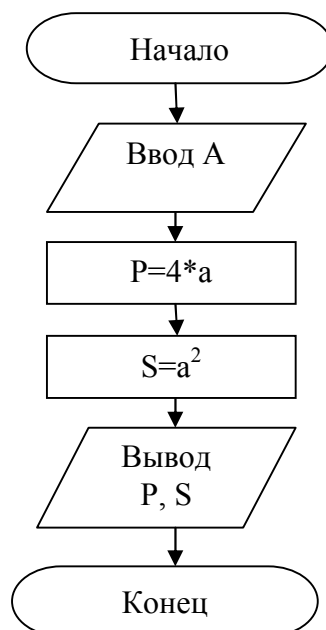 Начало
Ввод А
P=4*a
S=a²
Вывод
P, S
Конец